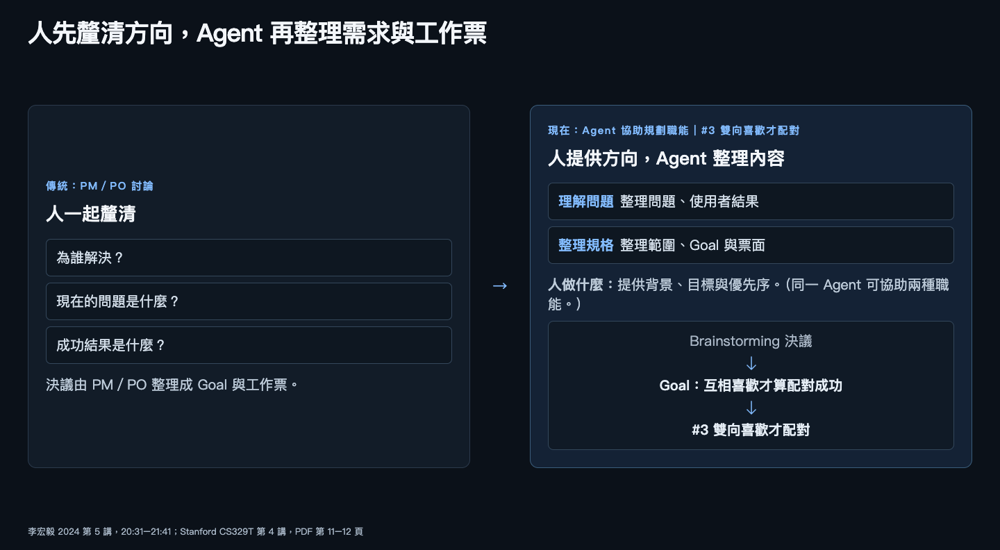 人先釐清方向，Agent 再整理需求與工作票
傳統：PM / PO 討論
人一起釐清
為誰解決？
現在的問題是什麼？
成功結果是什麼？
決議由 PM / PO 整理成 Goal 與工作票。
→
現在：Agent 協助規劃職能｜#3 雙向喜歡才配對
人提供方向，Agent 整理內容
理解問題 整理問題、使用者結果
整理規格 整理範圍、Goal 與票面
人做什麼：提供背景、目標與優先序。（同一 Agent 可協助兩種職
能。）
Brainstorming 決議
↓
Goal：互相喜歡才算配對成功
↓
#3 雙向喜歡才配對
李宏毅 2024 第 5 講，20:31–21:41；Stanford CS329T 第 4 講，PDF 第 11–12 頁